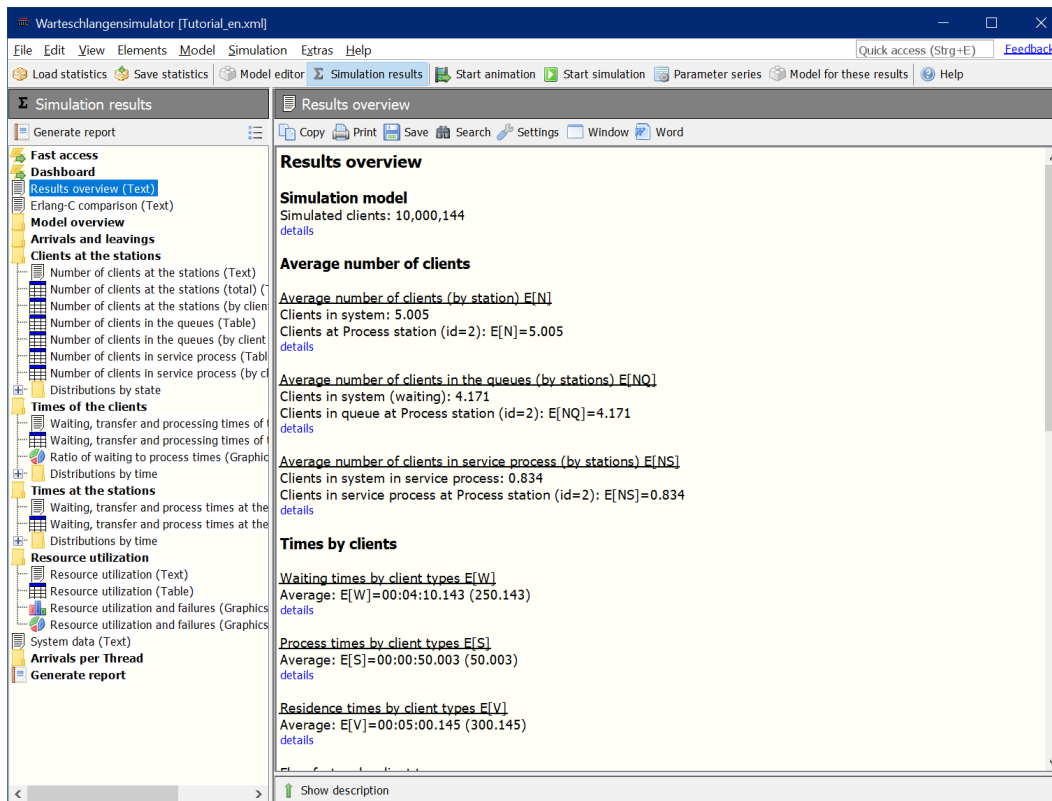 Warteschlangensimulator [Tutorial_en.xml]
File Edit View Elements Model Simulation Extras Help
Quick access (Strg+E) Feedback
Load statistics Save statistics Model editor Simulation results Start animation Start simulation Parameter series Model for these results Help
Σ Simulation results
Results overview
Generate report
Copy Print Save Search Settings Window Word
Fast access
Dashboard
Results overview (Text)
Erlang-C comparison (Text)
Model overview
Arrivals and leavings
Clients at the stations
Number of clients at the stations (Text)
Number of clients at the stations (total) (T
Number of clients at the stations (by clien
Number of clients in the queues (Table)
Number of clients in the queues (by client
Number of clients in service process (Tabl
Number of clients in service process (by cl
Distributions by state
Times of the clients
Waiting, transfer and processing times of t
Waiting, transfer and processing times of t
Ratio of waiting to process times (Graphic
Distributions by time
Times at the stations
Waiting, transfer and process times at the
Waiting, transfer and process times at the
Distributions by time
Resource utilization
Resource utilization (Text)
Resource utilization (Table)
Resource utilization and failures (Graphics
Resource utilization and failures (Graphics
System data (Text)
Arrivals per Thread
Generate report
Results overview
Simulation model
Simulated clients: 10,000,144
details
Average number of clients
Average number of clients (by station) E[N]
Clients in system: 5.005
Clients at Process station (id=2): E[N]=5.005
details
Average number of clients in the queues (by stations) E[NQ]
Clients in system (waiting): 4.171
Clients in queue at Process station (id=2): E[NQ]=4.171
details
Average number of clients in service process (by stations) E[NS]
Clients in system in service process: 0.834
Clients in service process at Process station (id=2): E[NS]=0.834
details
Times by clients
Waiting times by client types E[W]
Average: E[W]=00:04:10.143 (250.143)
details
Process times by client types E[S]
Average: E[S]=00:00:50.003 (50.003)
details
Residence times by client types E[V]
Average: E[V]=00:05:00.145 (300.145)
details
Show description